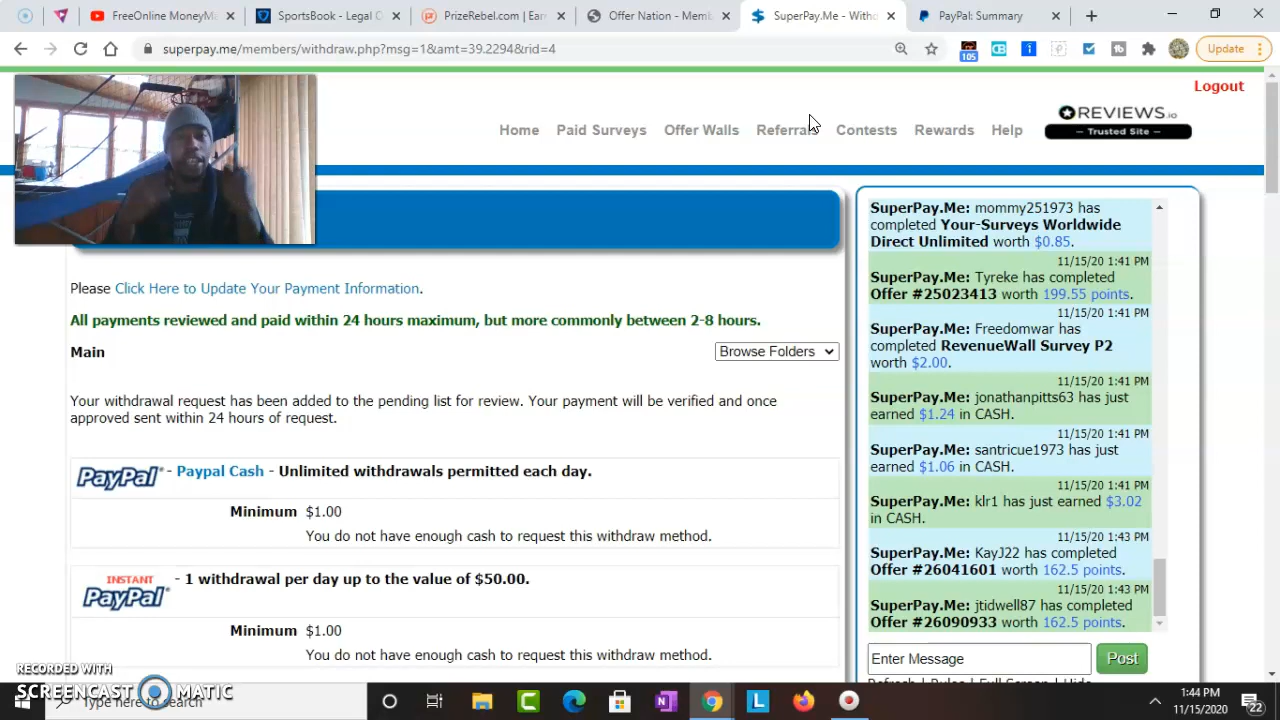 FreeOnline MoneyMa
SportsBook - Legal O
PrizeRebel.com | Earn
Offer Nation - Memb
SuperPay.Me - Witho
PayPal: Summary
superpay.me/members/withdraw.php?msg=1&amt=39.2294&rid=4
105
Update
Logout
Home Paid Surveys Offer Walls Referrals Contests Rewards Help
REVIEWS.io
Trusted Site
Please Click Here to Update Your Payment Information.
All payments reviewed and paid within 24 hours maximum, but more commonly between 2-8 hours.
Main
Browse Folders
Your withdrawal request has been added to the pending list for review. Your payment will be verified and once
approved sent within 24 hours of request.
PayPal - Paypal Cash - Unlimited withdrawals permitted each day.
Minimum $1.00
You do not have enough cash to request this withdraw method.
INSTANT
PayPal - 1 withdrawal per day up to the value of $50.00.
Minimum $1.00
You do not have enough cash to request this withdraw method.
SuperPay.Me: mommy251973 has
completed Your-Surveys Worldwide
Direct Unlimited worth $0.85.
11/15/20 1:41 PM
SuperPay.Me: Tyreke has completed
Offer #25023413 worth 199.55 points.
11/15/20 1:41 PM
SuperPay.Me: Freedomwar has
completed RevenueWall Survey P2
worth $2.00.
11/15/20 1:41 PM
SuperPay.Me: jonathanpitts63 has just
earned $1.24 in CASH.
11/15/20 1:41 PM
SuperPay.Me: santricue1973 has just
earned $1.06 in CASH.
11/15/20 1:41 PM
SuperPay.Me: klr1 has just earned $3.02
in CASH.
11/15/20 1:43 PM
SuperPay.Me: KayJ22 has completed
Offer #26041601 worth 162.5 points.
11/15/20 1:43 PM
SuperPay.Me: jtidwell87 has completed
Offer #26090933 worth 162.5 points.
Enter Message
Post
Refresh | Rules | Full Screen | Hide
RECORDED WITH
SCREENCAST MATIC
Type here to search
1:44 PM
11/15/2020
22